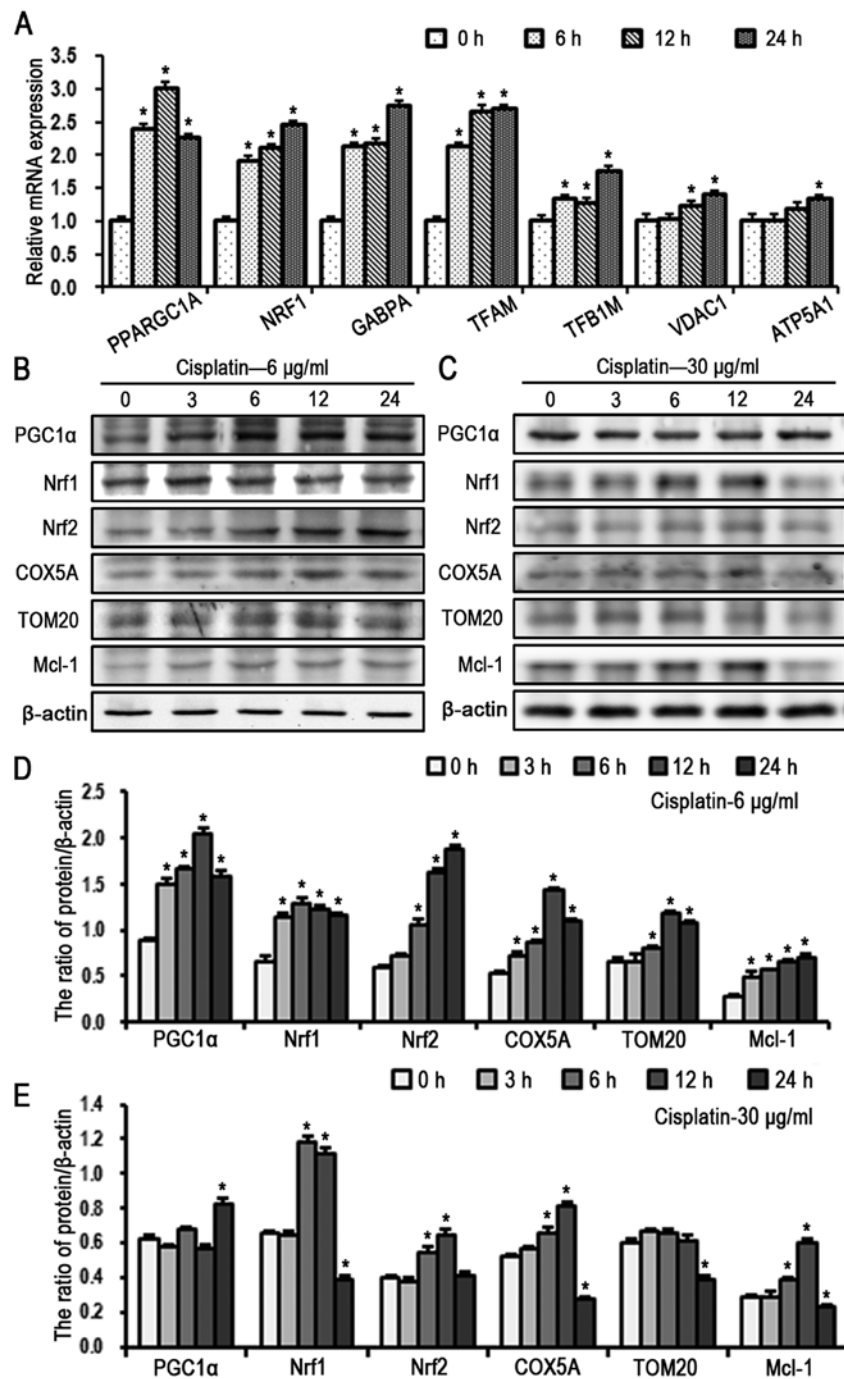 A
0 h 6 h 12 h 24 h
Relative mRNA expression
3.5
3.0
2.5
2.0
1.5
1.0
0.5
0.0
* * * * * * * * * * * * * * * * * *
PPARGC1A NRF1 GABPA TFAM TFB1M VDAC1 ATP5A1
B
Cisplatin—6 µg/ml
0 3 6 12 24
PGC1α
Nrf1
Nrf2
COX5A
TOM20
Mcl-1
β-actin
C
Cisplatin—30 µg/ml
0 3 6 12 24
PGC1α
Nrf1
Nrf2
COX5A
TOM20
Mcl-1
β-actin
D
0 h 3 h 6 h 12 h 24 h
Cisplatin-6 µg/ml
The ratio of protein/β-actin
2.5
2.0
1.5
1.0
0.5
0.0
* * * * * * * * * * * * * * * * * * * * * *
PGC1α Nrf1 Nrf2 COX5A TOM20 Mcl-1
E
0 h 3 h 6 h 12 h 24 h
Cisplatin-30 µg/ml
The ratio of protein/β-actin
1.4
1.2
1.0
0.8
0.6
0.4
0.2
0.0
* * * * * * * * * * * * *
PGC1α Nrf1 Nrf2 COX5A TOM20 Mcl-1